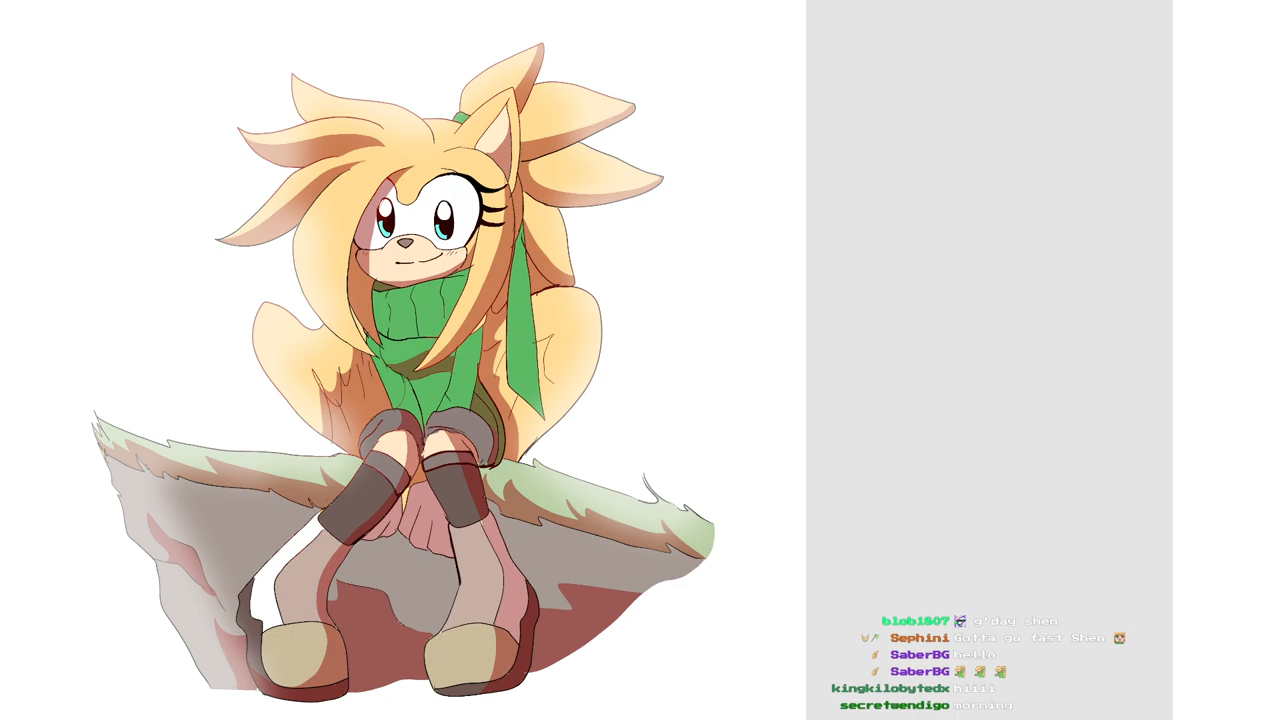 blob1807 g'day shen
Sephini Gotta go fast Shen
SaberBG hello
SaberBG
kingkilobytedx hiiii
secretwendigo morning